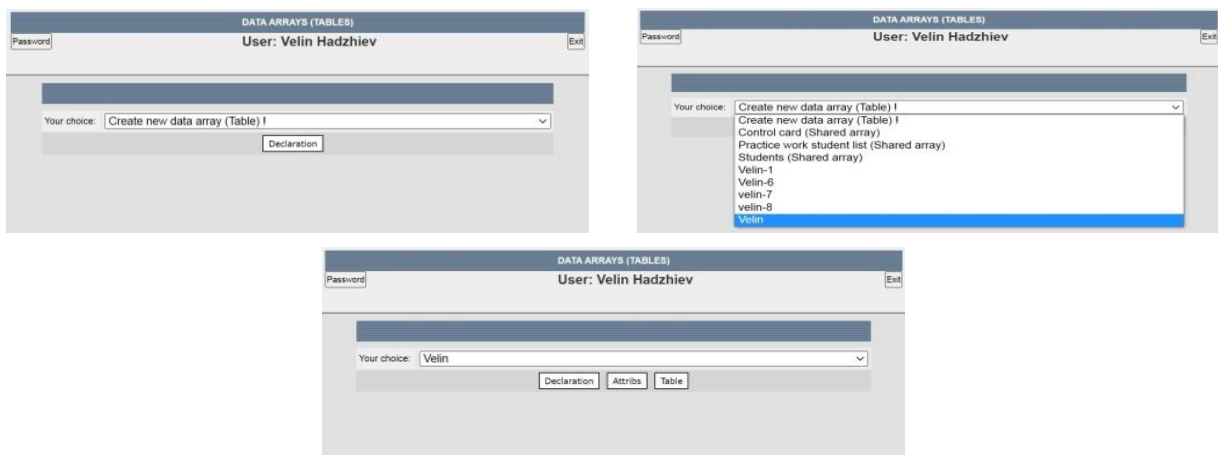 DATA ARRAYS (TABLES)
Password User: Velin Hadzhiev Exit
Your choice: Create new data array (Table) !
Declaration
DATA ARRAYS (TABLES)
Password User: Velin Hadzhiev Exit
Your choice: Create new data array (Table) !
Create new data array (Table) !
Control card (Shared array)
Practice work student list (Shared array)
Students (Shared array)
Velin-1
Velin-6
velin-7
velin-8
Velin
DATA ARRAYS (TABLES)
Password User: Velin Hadzhiev Exit
Your choice: Velin
Declaration Attribs Table